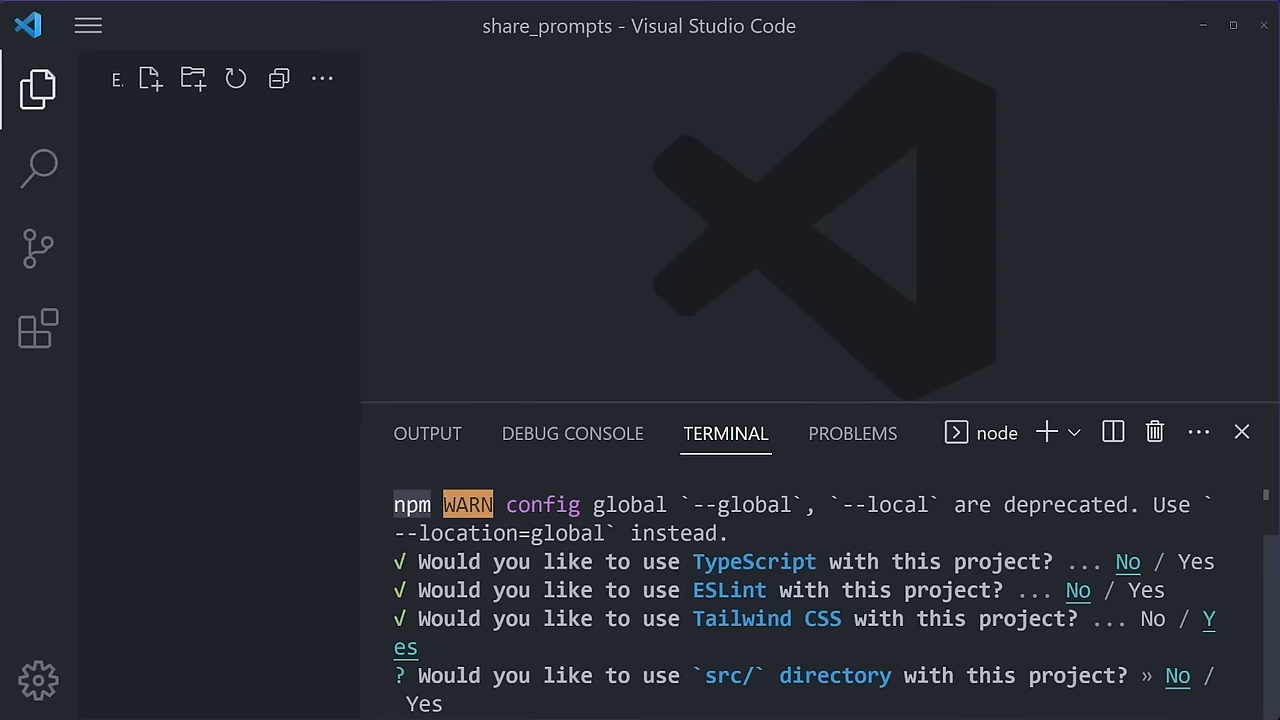 share_prompts - Visual Studio Code
E.
OUTPUT DEBUG CONSOLE TERMINAL PROBLEMS node
npm WARN config global `--global`, `--local` are deprecated. Use `
--location=global` instead.
√ Would you like to use TypeScript with this project? ... No / Yes
√ Would you like to use ESLint with this project? ... No / Yes
√ Would you like to use Tailwind CSS with this project? ... No / Y
es
? Would you like to use `src/` directory with this project? » No /
Yes